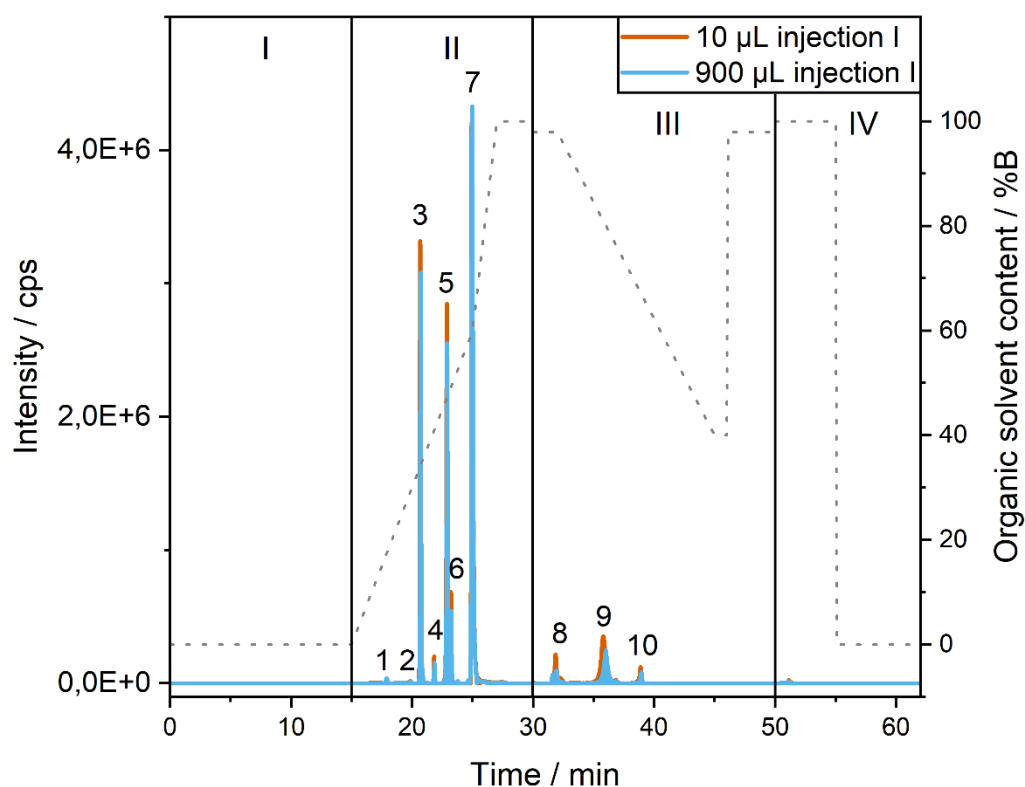 10 µL injection I
900 µL injection I
I
II
III
IV
7
3
5
6
4
1
2
8
9
10
Intensity / cps
4,0E+6
2,0E+6
0,0E+0
Organic solvent content / %B
100
80
60
40
20
0
0
10
20
30
40
50
60
Time / min